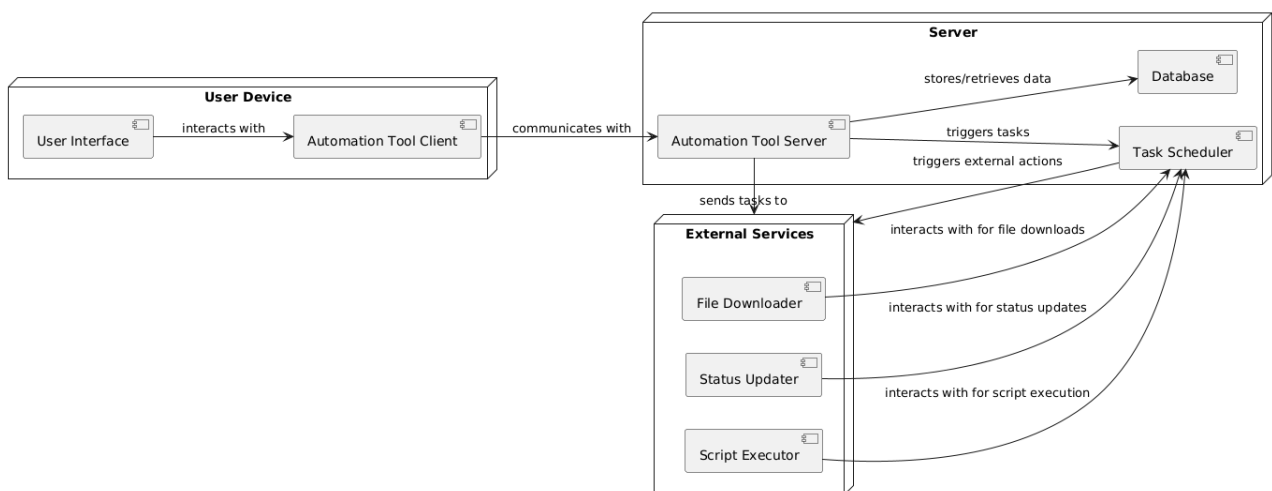 Server
User Device
Database
stores/retrieves data
User Interface
interacts with
Automation Tool Client
communicates with
Automation Tool Server
triggers tasks
Task Scheduler
triggers external actions
sends tasks to
External Services
interacts with for file downloads
File Downloader
interacts with for status updates
Status Updater
interacts with for script execution
Script Executor